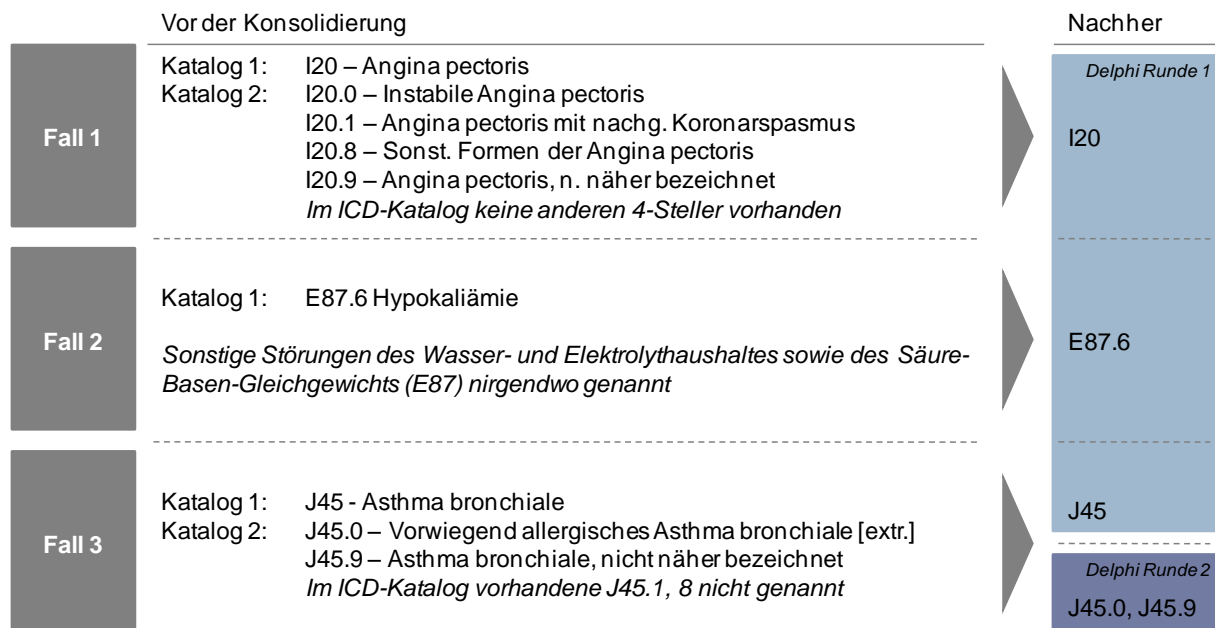 Vor der Konsolidierung
Nachher
Fall 1
Katalog 1: I20 – Angina pectoris
Katalog 2: I20.0 – Instabile Angina pectoris
I20.1 – Angina pectoris mit nachg. Koronarspasmus
I20.8 – Sonst. Formen der Angina pectoris
I20.9 – Angina pectoris, n. näher bezeichnet
Im ICD-Katalog keine anderen 4-Steller vorhanden
Delphi Runde 1
I20
Fall 2
Katalog 1: E87.6 Hypokaliämie
Sonstige Störungen des Wasser- und Elektrolythaushaltes sowie des Säure-
Basen-Gleichgewichts (E87) nirgendwo genannt
E87.6
Fall 3
Katalog 1: J45 - Asthma bronchiale
Katalog 2: J45.0 – Vorwiegend allergisches Asthma bronchiale [extr.]
J45.9 – Asthma bronchiale, nicht näher bezeichnet
Im ICD-Katalog vorhandene J45.1, 8 nicht genannt
J45
Delphi Runde 2
J45.0, J45.9